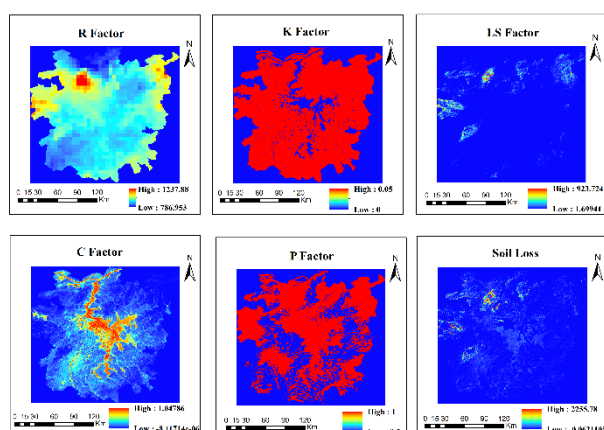 R Factor
N
High : 1237.88
Low : 786.953
0 15 30 60 90 120
Km
K Factor
N
High : 0.05
Low : 0
0 15 30 60 90 120
Km
LS Factor
N
High : 923.724
Low : 1.69941
0 15 30 60 90 120
Km
C Factor
N
High : 1.04786
Low :
0 15 30 60 90 120
Km
P Factor
N
High : 1
0 15 30 60 90 120
Km
Soil Loss
N
High : 2255.78
0 15 30 60 90 120
Km